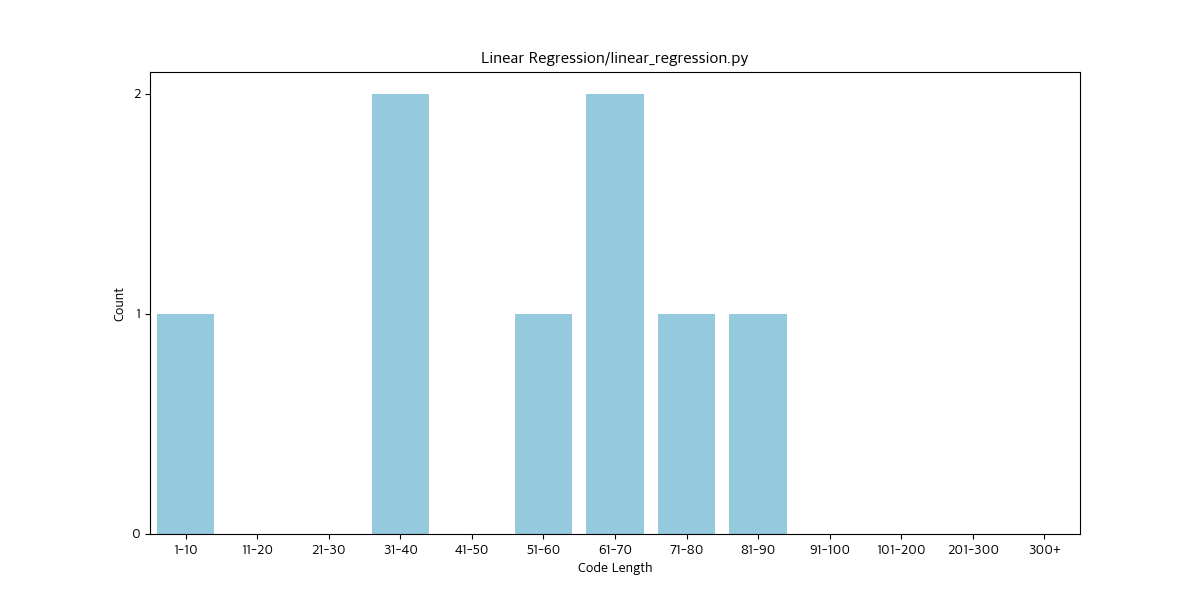 Linear Regression/linear_regression.py
2
1
0
Count
1-10 11-20 21-30 31-40 41-50 51-60 61-70 71-80 81-90 91-100 101-200 201-300 300+
Code Length